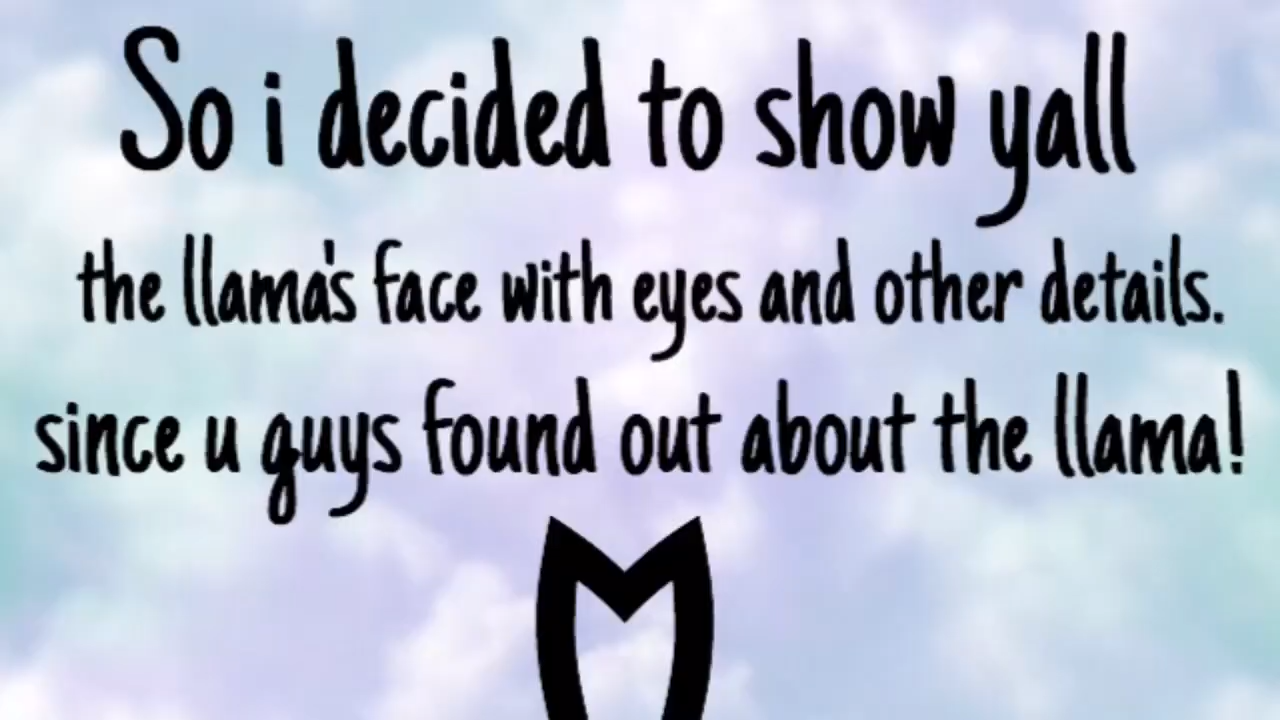 So i decided to show yall
the llama's face with eyes and other details.
since u guys found out about the llama!